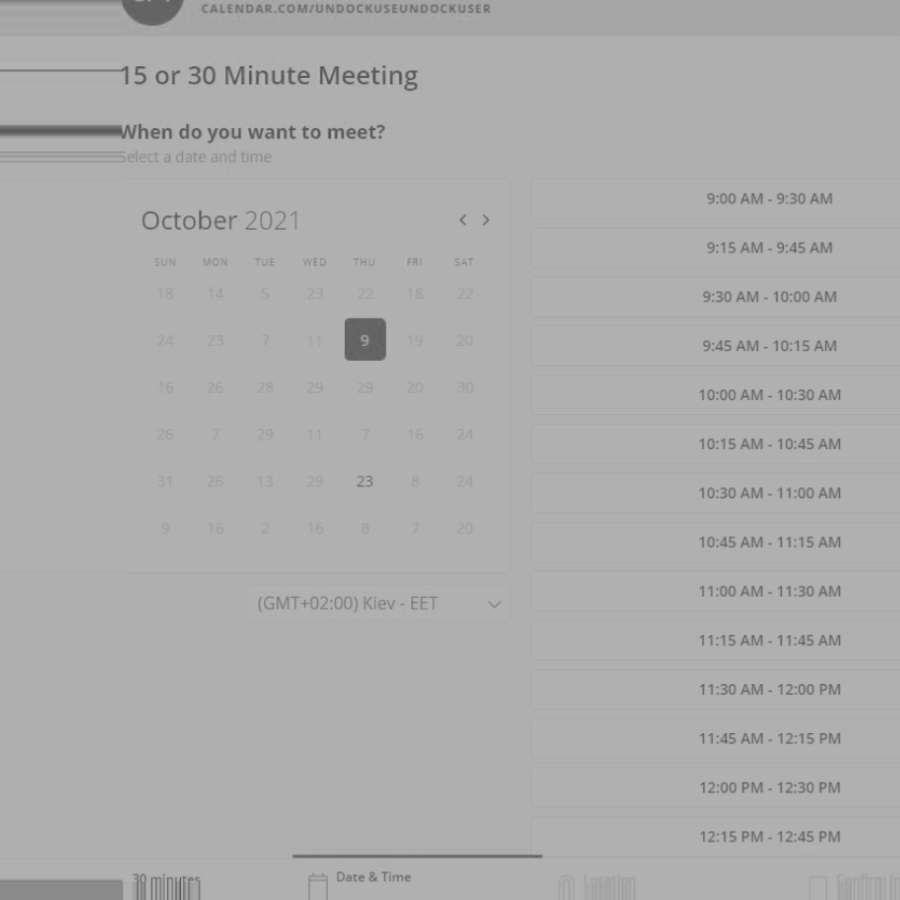 CALENDAR.COM/UNDOCKUSEUNDOCKUSER
15 or 30 Minute Meeting
When do you want to meet?
Select a date and time
October 2021
SUN MON TUE WED THU FRI SAT
18 14 5 23 22 18 22
24 23 7 11 9 19 20
16 26 28 29 29 20 30
26 7 29 11 7 16 24
31 26 13 29 23 8 24
9 16 2 16 8 7 20
(GMT+02:00) Kiev - EET
9:00 AM - 9:30 AM
9:15 AM - 9:45 AM
9:30 AM - 10:00 AM
9:45 AM - 10:15 AM
10:00 AM - 10:30 AM
10:15 AM - 10:45 AM
10:30 AM - 11:00 AM
10:45 AM - 11:15 AM
11:00 AM - 11:30 AM
11:15 AM - 11:45 AM
11:30 AM - 12:00 PM
11:45 AM - 12:15 PM
12:00 PM - 12:30 PM
12:15 PM - 12:45 PM
30 minutes
Date & Time
Location
Confirm